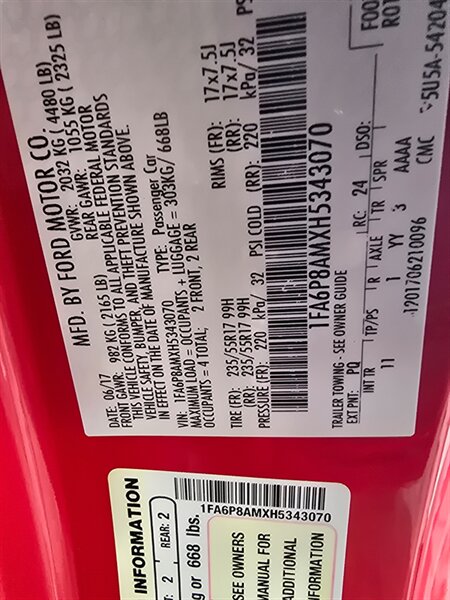 MFD. BY FORD MOTOR CO.
DATE: 06/17 GVWR: 2032 KG ( 4480 LB)
FRONT GAWR: 982 KG ( 2165 LB) REAR GAWR: 1055 KG ( 2325 LB)
THIS VEHICLE CONFORMS TO ALL APPLICABLE FEDERAL MOTOR
VEHICLE SAFETY, BUMPER, AND THEFT PREVENTION STANDARDS
IN EFFECT ON THE DATE OF MANUFACTURE SHOWN ABOVE.
VIN: 1FA6P8AMXH5343070 TYPE: Passenger Car
MAXIMUM LOAD = OCCUPANTS + LUGGAGE = 303KG/ 668LB
OCCUPANTS = 4 TOTAL; 2 FRONT, 2 REAR
TIRE (FR): 235/55R17 99H RIMS (FR): 17x7.5J
(RR): 235/55R17 99H (RR): 17x7.5J
PRESSURE (FR): 220 kPa/ 32 PSI COLD (RR): 220 kPa/ 32 PS
1FA6P8AMXH5343070
TRAILER TOWING - SEE OWNER GUIDE
EXT PNT: PQ RC: 24 DSO:
INT TR TP/PS R AXLE TR SPR
11 1 YY 3 AAAA
1201706210096 CMC 5U5A-54204
INFORMATION
T: 2 REAR: 2
g or 668 lbs.
1FA6P8AMXH5343070
SEE OWNERS
MANUAL FOR
ADDITIONAL
INFORMATION